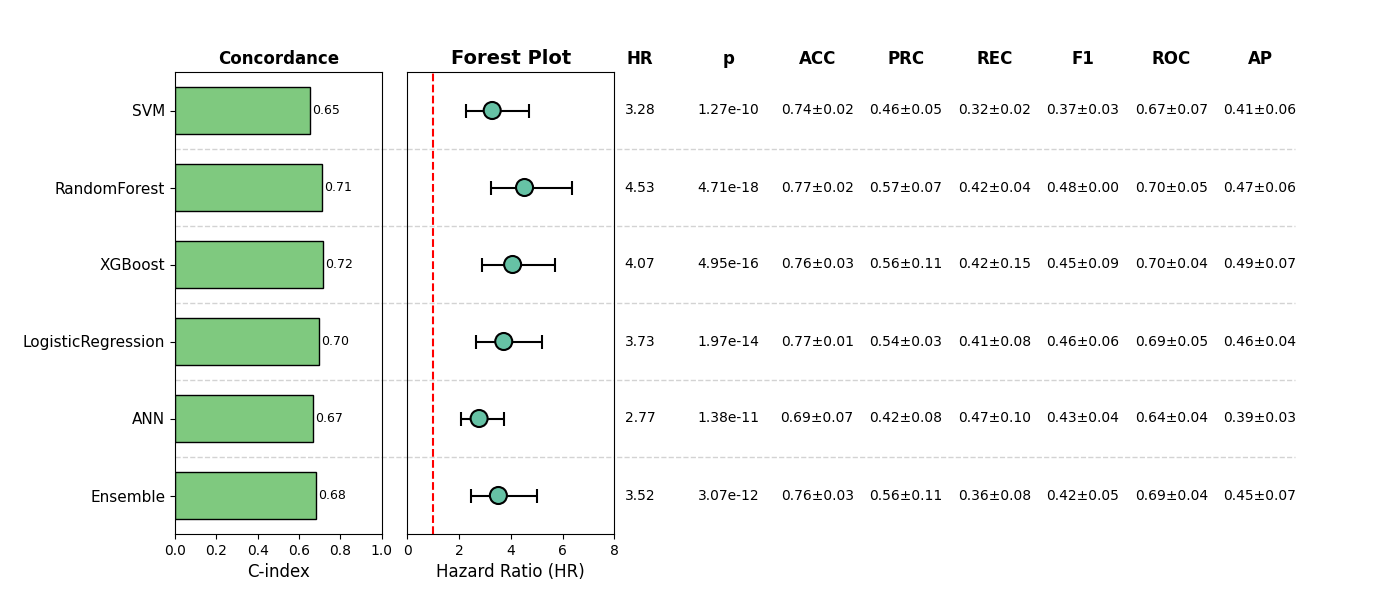 Concordance Forest Plot HR p ACC PRC REC F1 ROC AP
SVM 0.65 3.28 1.27e-10 0.74±0.02 0.46±0.05 0.32±0.02 0.37±0.03 0.67±0.07 0.41±0.06
RandomForest 0.71 4.53 4.71e-18 0.77±0.02 0.57±0.07 0.42±0.04 0.48±0.00 0.70±0.05 0.47±0.06
XGBoost 0.72 4.07 4.95e-16 0.76±0.03 0.56±0.11 0.42±0.15 0.45±0.09 0.70±0.04 0.49±0.07
LogisticRegression 0.70 3.73 1.97e-14 0.77±0.01 0.54±0.03 0.41±0.08 0.46±0.06 0.69±0.05 0.46±0.04
ANN 0.67 2.77 1.38e-11 0.69±0.07 0.42±0.08 0.47±0.10 0.43±0.04 0.64±0.04 0.39±0.03
Ensemble 0.68 3.52 3.07e-12 0.76±0.03 0.56±0.11 0.36±0.08 0.42±0.05 0.69±0.04 0.45±0.07
0.0 0.2 0.4 0.6 0.8 1.0 0 2 4 6 8
C-index Hazard Ratio (HR)